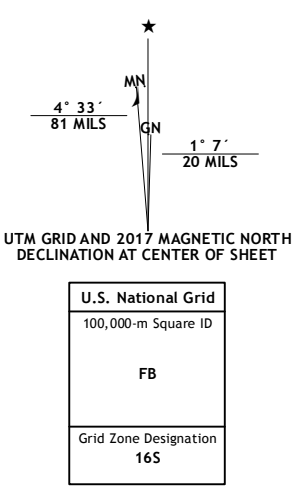 ★
MN
4° 33´
81 MILS
GN
1° 7´
20 MILS
UTM GRID AND 2017 MAGNETIC NORTH
DECLINATION AT CENTER OF SHEET
U.S. National Grid
100,000-m Square ID
FB
Grid Zone Designation
16S